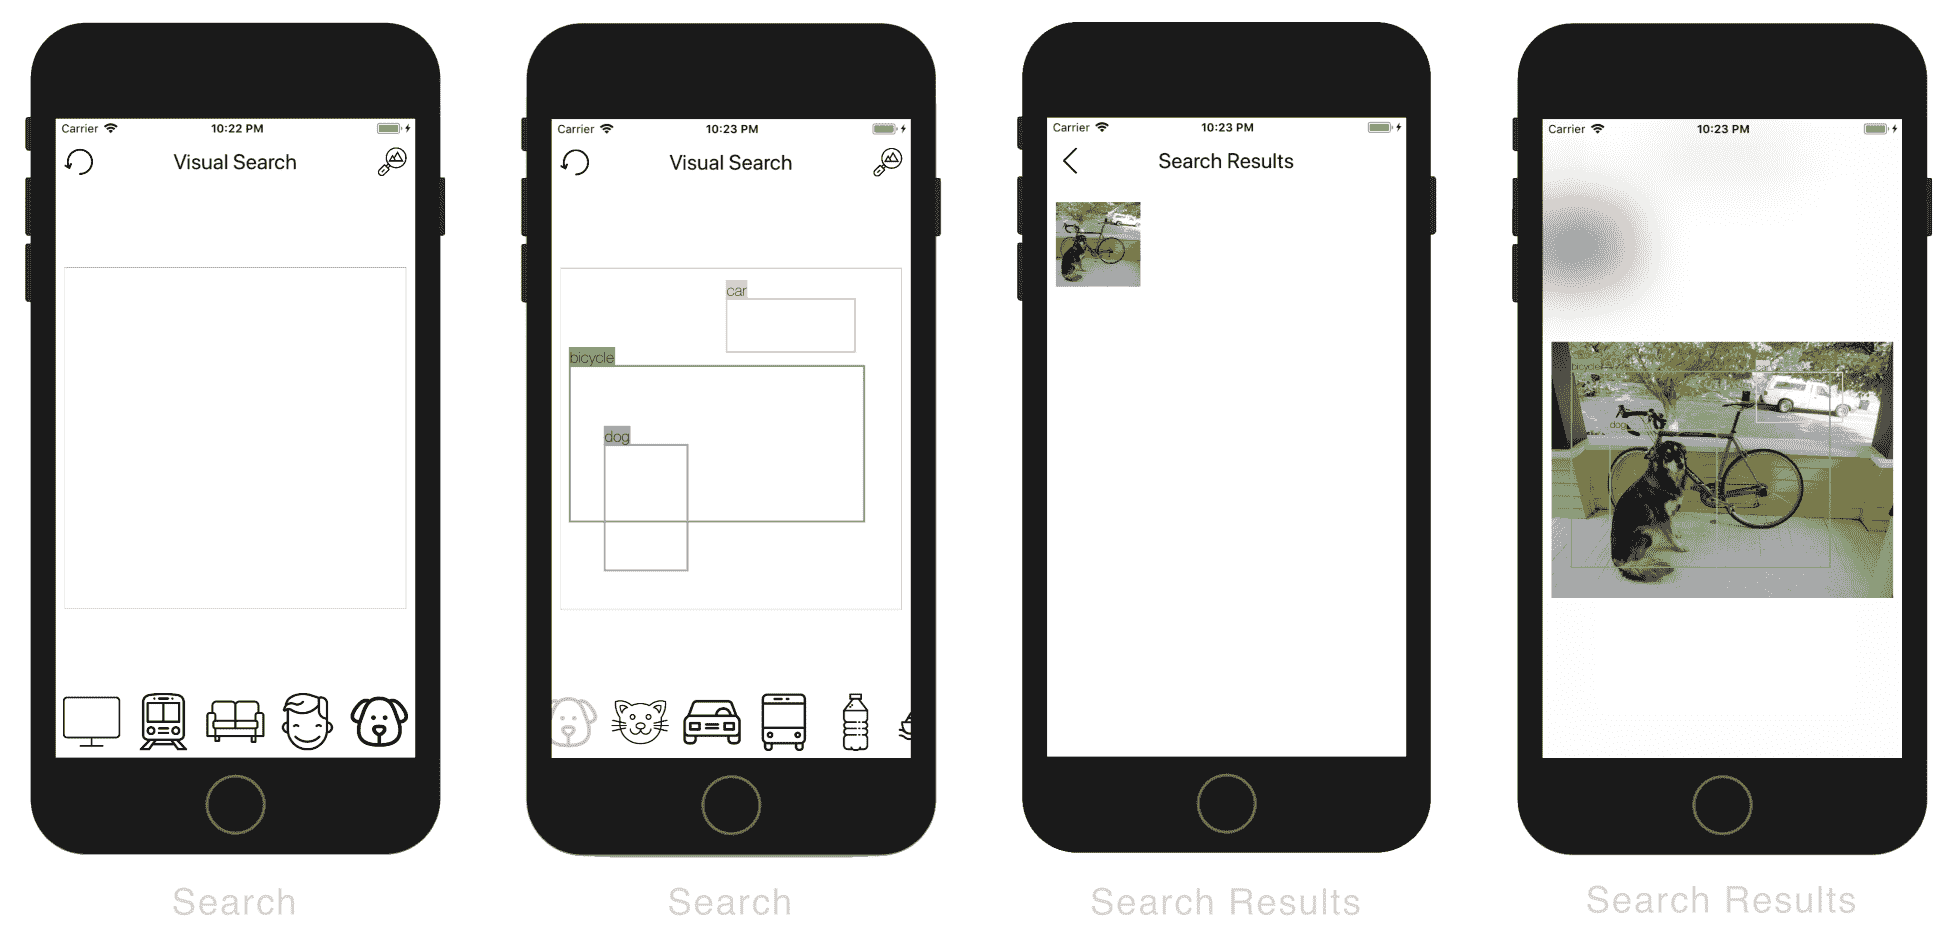 Carrier 10:22 PM
Visual Search
Search
Carrier 10:23 PM
Visual Search
car
bicycle
dog
Search
Carrier 10:23 PM
Search Results
Search Results
Carrier 10:23 PM
bicycle
dog
Search Results